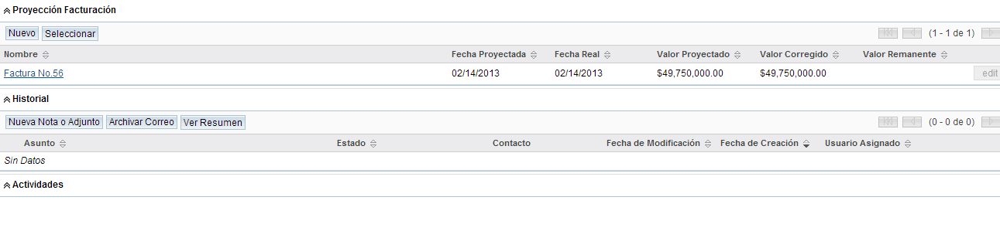 Proyección Facturación
Nuevo Seleccionar (1 - 1 de 1)
Nombre Fecha Proyectada Fecha Real Valor Proyectado Valor Corregido Valor Remanente
Factura No.56 02/14/2013 02/14/2013 $49,750,000.00 $49,750,000.00 edit
Historial
Nueva Nota o Adjunto Archivar Correo Ver Resumen (0 - 0 de 0)
Asunto Estado Contacto Fecha de Modificación Fecha de Creación Usuario Asignado
Sin Datos
Actividades